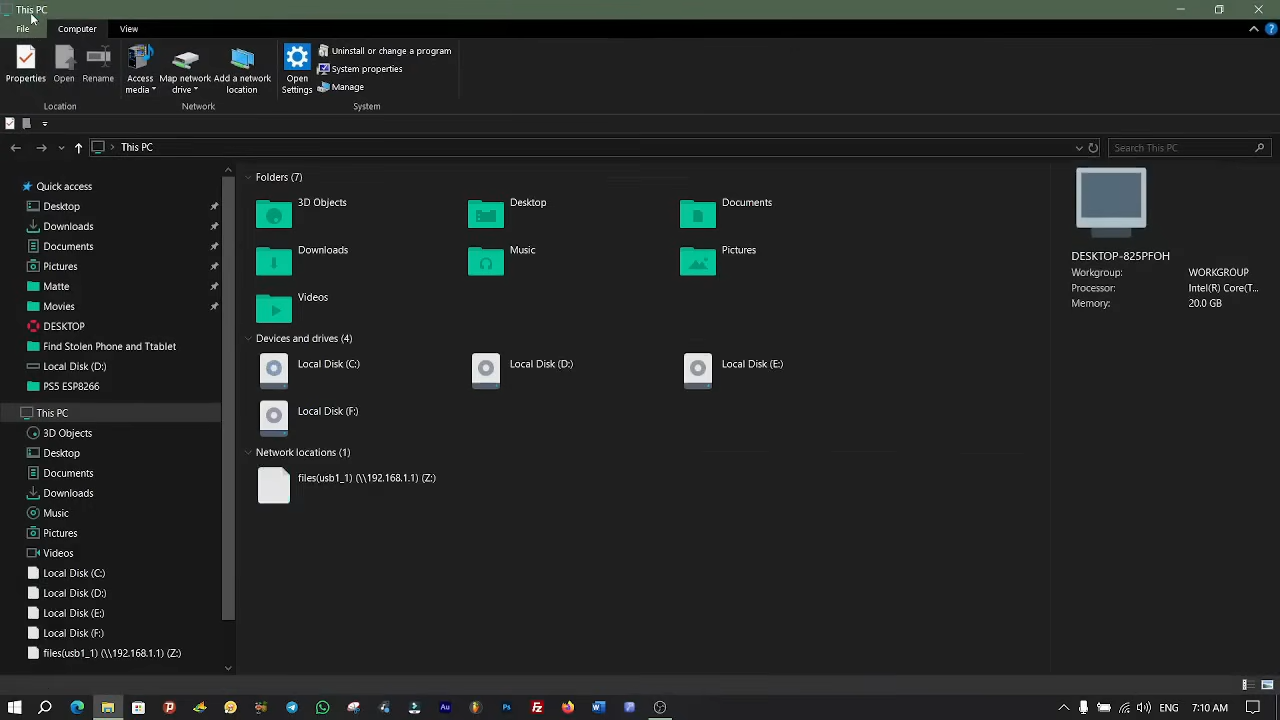 This PC
File
Computer
View
Properties
Open
Rename
Access media
Map network drive
Add a network location
Open Settings
Uninstall or change a program
System properties
Manage
Location
Network
System
This PC
Search This PC
Quick access
Desktop
Downloads
Documents
Pictures
Matte
Movies
DESKTOP
Find Stolen Phone and Ttablet
Local Disk (D:)
PS5 ESP8266
This PC
3D Objects
Desktop
Documents
Downloads
Music
Pictures
Videos
Local Disk (C:)
Local Disk (D:)
Local Disk (E:)
Local Disk (F:)
files(usb1_1) (\\192.168.1.1) (Z:)
Folders (7)
3D Objects
Desktop
Documents
Downloads
Music
Pictures
Videos
Devices and drives (4)
Local Disk (C:)
Local Disk (D:)
Local Disk (E:)
Local Disk (F:)
Network locations (1)
files(usb1_1) (\\192.168.1.1) (Z:)
DESKTOP-825PFOH
Workgroup: WORKGROUP
Processor: Intel(R) Core(T...
Memory: 20.0 GB
Au
Ps
Fz
W
ENG
7:10 AM